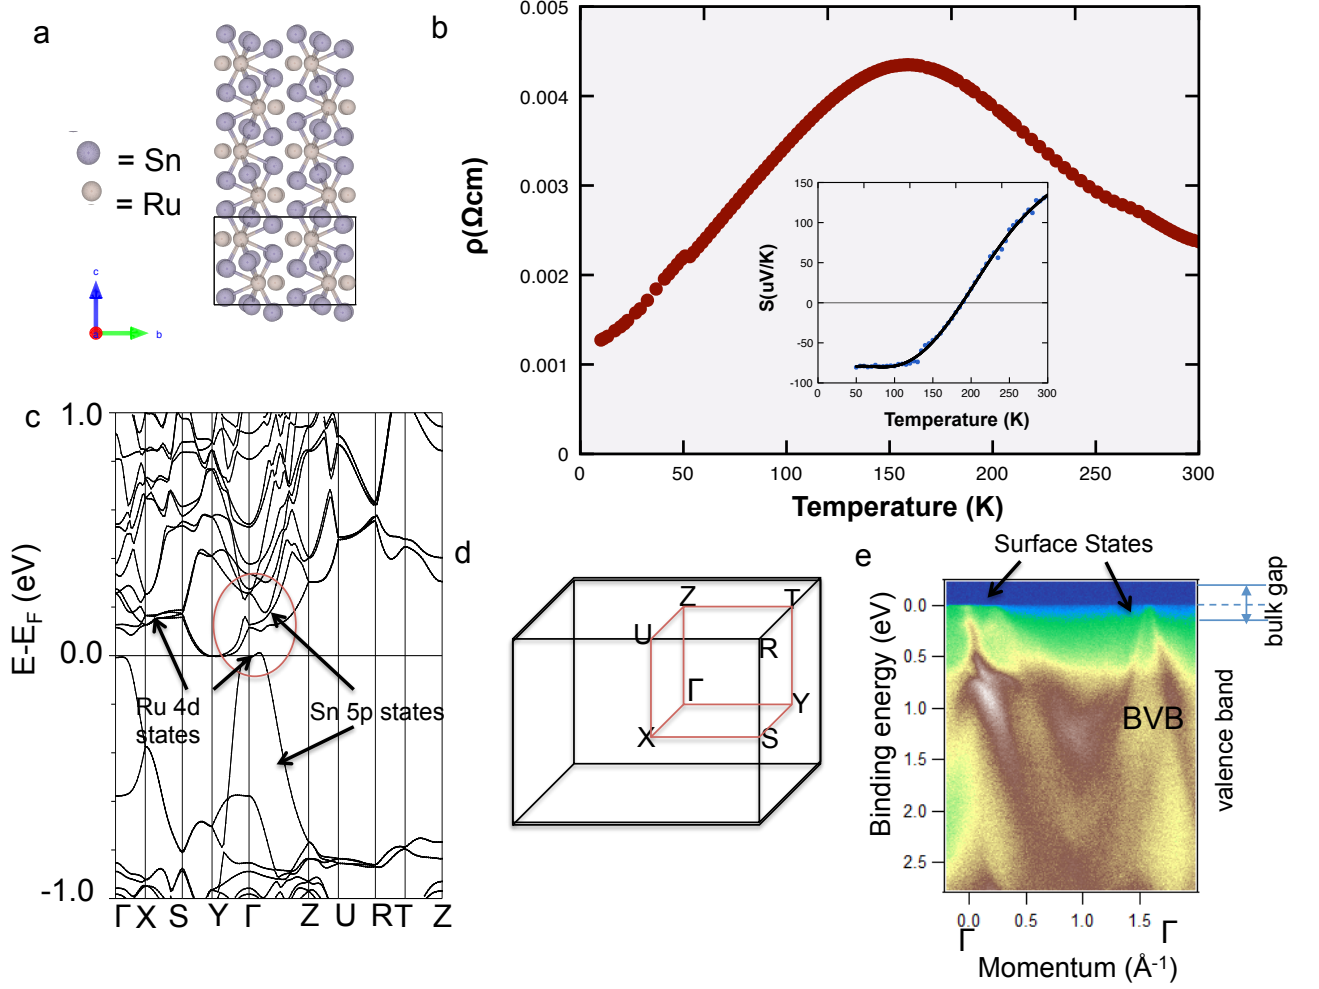 a
= Sn
= Ru
c
a
b
b
0.005
0.004
0.003
0.002
0.001
0
ρ(Ωcm)
0
50
100
150
200
250
300
Temperature (K)
150
100
50
0
-50
-100
S(uV/K)
0
50
100
150
200
250
300
Temperature (K)
c
1.0
0.0
-1.0
E-EF (eV)
Ru 4d
states
Sn 5p states
Γ X S Y Γ Z U R T Z
d
Z
T
U
R
Γ
Y
X
S
e
Surface States
0.0
0.5
1.0
1.5
2.0
2.5
Binding energy (eV)
BVB
bulk gap
valence band
0.0
0.5
1.0
1.5
Γ
Γ
Momentum (Å-1)